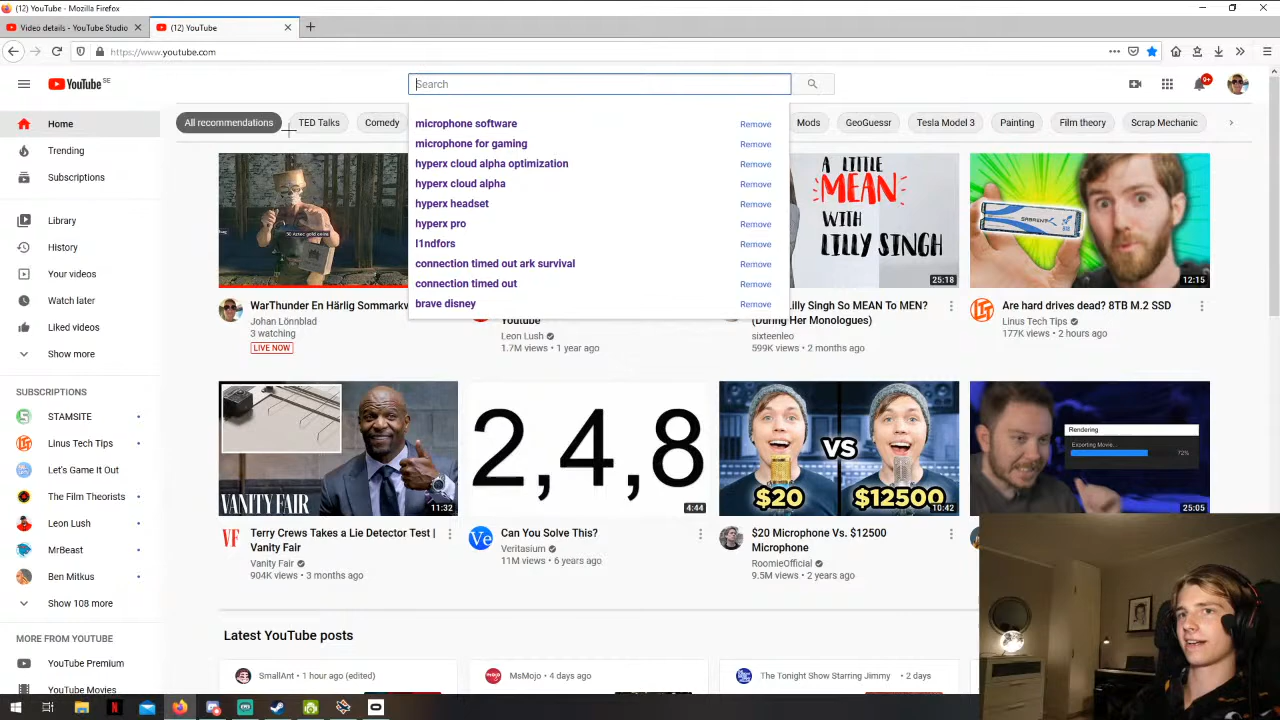 (12) YouTube - Mozilla Firefox
Video details - YouTube Studio
(12) YouTube
https://www.youtube.com
YouTube SE
Search
9+
All recommendations
TED Talks
Comedy
Mods
GeoGuessr
Tesla Model 3
Painting
Film theory
Scrap Mechanic
microphone software Remove
microphone for gaming Remove
hyperx cloud alpha optimization Remove
hyperx cloud alpha Remove
hyperx headset Remove
hyperx pro Remove
l1ndfors Remove
connection timed out ark survival Remove
connection timed out Remove
brave disney Remove
Home
Trending
Subscriptions
Library
History
Your videos
Watch later
Liked videos
Show more
SUBSCRIPTIONS
STAMSITE
Linus Tech Tips
Let's Game It Out
The Film Theorists
Leon Lush
MrBeast
Ben Mitkus
Show 108 more
MORE FROM YOUTUBE
YouTube Premium
YouTube Movies
WarThunder En Härlig Sommarkv
Johan Lönnblad
3 watching
LIVE NOW
Youtube
Leon Lush
1.7M views • 1 year ago
A LITTLE
MEAN
WITH
LILLY SINGH
25:18
Lilly Singh So MEAN To MEN?
(During Her Monologues)
sixteenleo
599K views • 2 months ago
SABRENT
12:15
Are hard drives dead? 8TB M.2 SSD
Linus Tech Tips
177K views • 2 hours ago
VANITY FAIR
11:32
VF
Terry Crews Takes a Lie Detector Test |
Vanity Fair
Vanity Fair
904K views • 3 months ago
2,4,8
4:44
Ve
Can You Solve This?
Veritasium
11M views • 6 years ago
VS
$20
$12500
10:42
$20 Microphone Vs. $12500
Microphone
RoomieOfficial
9.5M views • 2 years ago
Rendering
Exporting Movie...
72%
25:05
Latest YouTube posts
SmallAnt • 1 hour ago (edited)
MsMojo • 4 days ago
The Tonight Show Starring Jimmy • 2 days